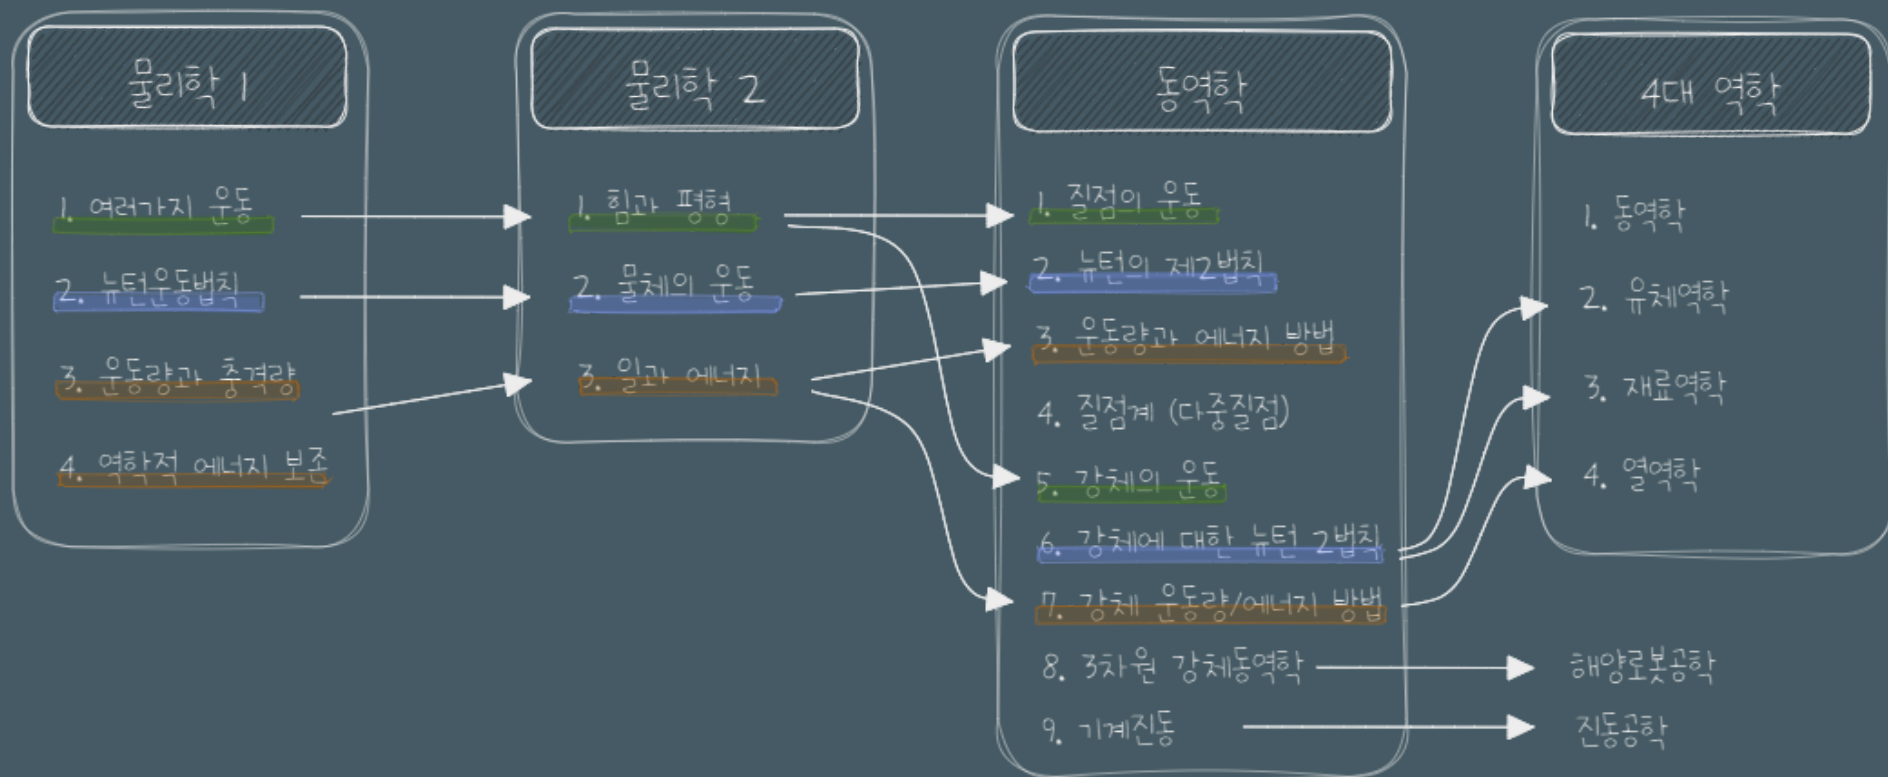 물리학 1
1. 여러가지 운동
2. 뉴턴운동법칙
3. 운동량과 충격량
4. 역학적 에너지 보존
물리학 2
1. 힘과 평형
2. 물체의 운동
3. 일과 에너지
동역학
1. 질점의 운동
2. 뉴턴의 제2법칙
3. 운동량과 에너지 방법
4. 질점계 (다중질점)
5. 강체의 운동
6. 강체에 대한 뉴턴 2법칙
7. 강체 운동량/에너지 방법
8. 3차원 강체동역학
9. 기계진동
4대 역학
1. 동역학
2. 유체역학
3. 재료역학
4. 열역학
해양로봇공학
진동공학